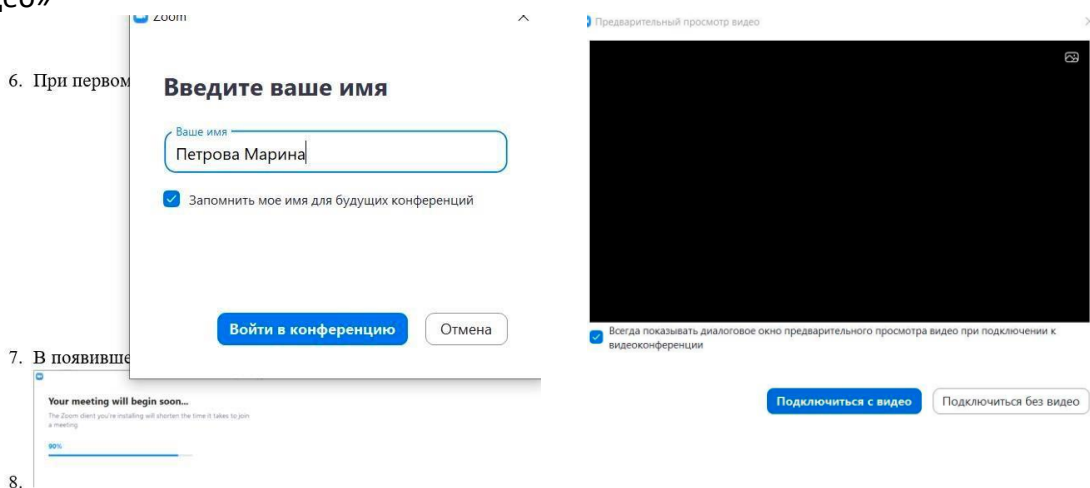 Zoom
6. При первом
Введите ваше имя
Ваше имя
Петрова Марина
Запомнить мое имя для будущих конференций
Войти в конференцию
Отмена
7. В появивше
Your meeting will begin soon...
The Zoom client you're installing will shorten the time it takes to join
a meeting
90%
8.
Предварительный просмотр видео
Всегда показывать диалоговое окно предварительного просмотра видео при подключении к
видеоконференции
Подключиться с видео
Подключиться без видео